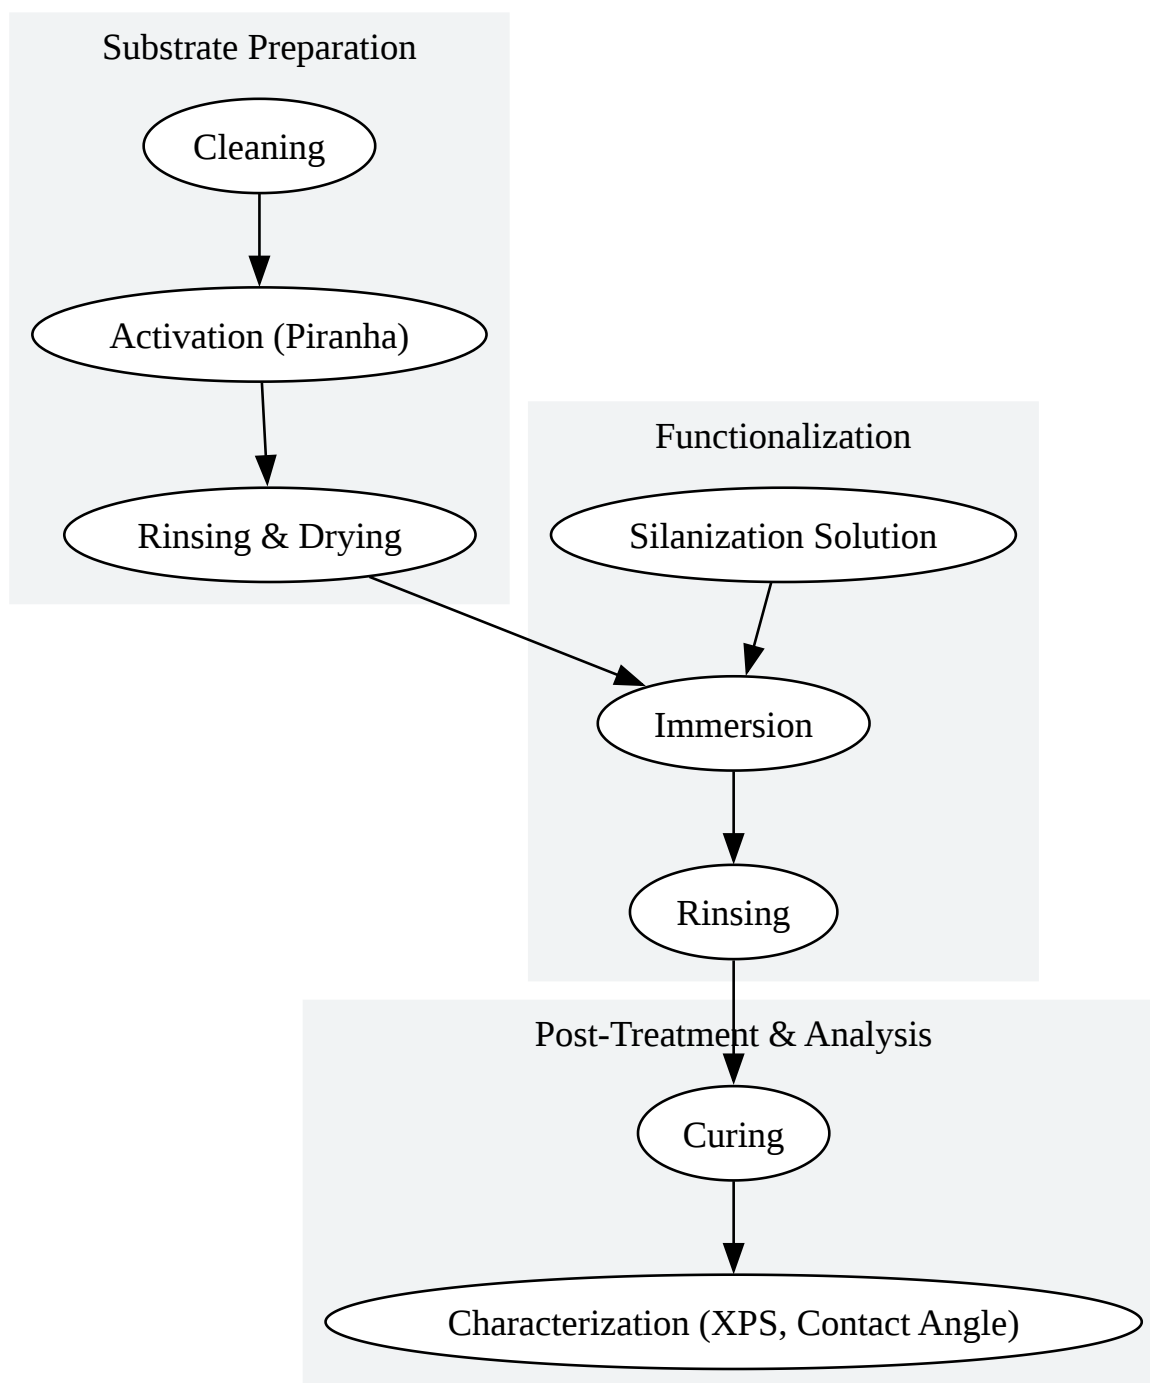 Substrate Preparation
Cleaning
Activation (Piranha)
Rinsing & Drying
Functionalization
Silanization Solution
Immersion
Rinsing
Post-Treatment & Analysis
Curing
Characterization (XPS, Contact Angle)